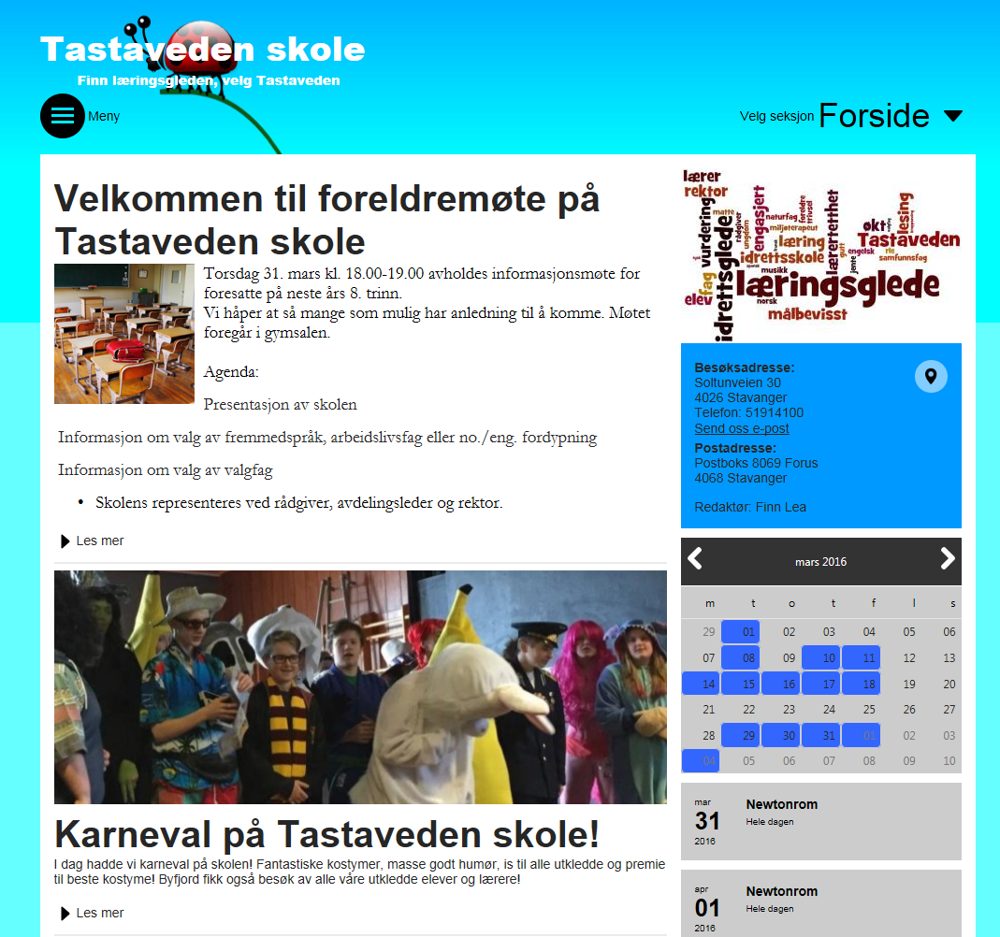 Tastaveden skole
Finn læringsgleden, velg Tastaveden
Meny
Velg seksjon Forside
Velkommen til foreldremøte på
Tastaveden skole
Torsdag 31. mars kl. 18.00-19.00 avholdes informasjonsmøte for
foresatte på neste års 8. trinn.
Vi håper at så mange som mulig har anledning til å komme. Møtet
foregår i gymsalen.
Agenda:
Presentasjon av skolen
Informasjon om valg av fremmedspråk, arbeidslivsfag eller no./eng. fordypning
Informasjon om valg av valgfag
• Skolens representeres ved rådgiver, avdelingsleder og rektor.
Les mer
Karneval på Tastaveden skole!
I dag hadde vi karneval på skolen! Fantastiske kostymer, masse godt humør, is til alle utkledde og premie
til beste kostyme! Byfjord fikk også besøk av alle våre utkledde elever og lærere!
Les mer
lærer
rektor
vurdering
matte
rådgiver
ungdom
engasjert
naturfag
foreldre
trivsel
miljøterapeut
læring
lærertetthet
økt
lesing
Tastaveden
idrettsskole
gutt
engelsk
rle
samfunnsfag
jente
musikk
idrettsglede
fag
elev
læringsglede
norsk
målbevisst
Besøksadresse:
Soltunveien 30
4026 Stavanger
Telefon: 51914100
Send oss e-post
Postadresse:
Postboks 8069 Forus
4068 Stavanger
Redaktør: Finn Lea
mars 2016
m t o t f l s
29 01 02 03 04 05 06
07 08 09 10 11 12 13
14 15 16 17 18 19 20
21 22 23 24 25 26 27
28 29 30 31 01 02 03
04 05 06 07 08 09 10
mar
31
2016
Newtonrom
Hele dagen
apr
01
2016
Newtonrom
Hele dagen